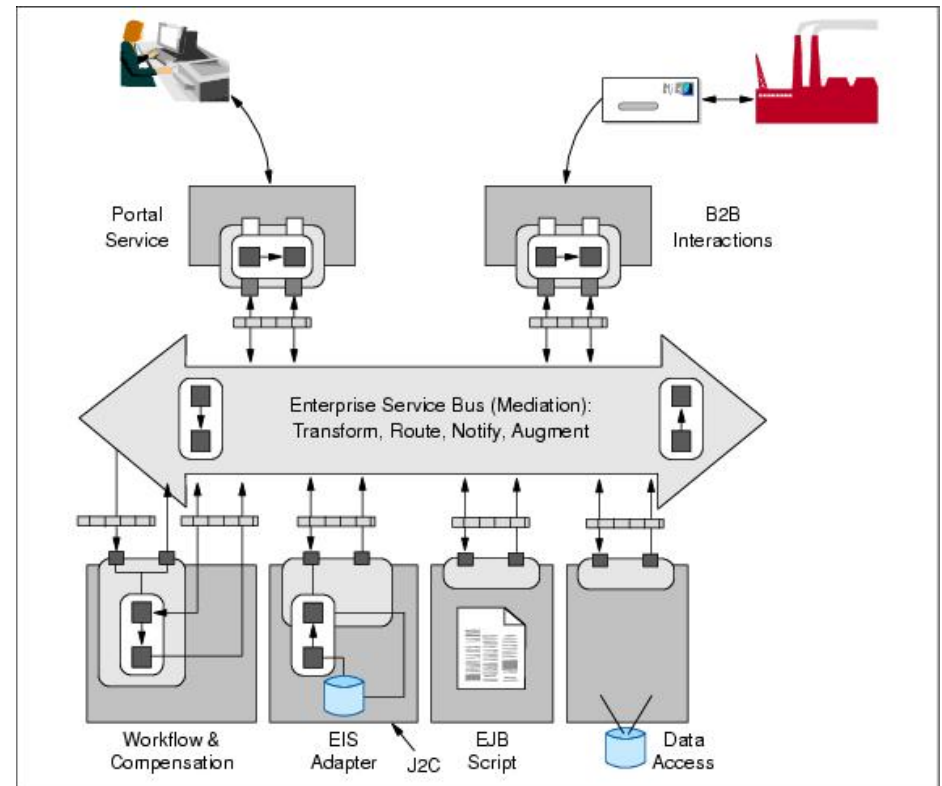 Portal
Service
B2B
Interactions
Enterprise Service Bus (Mediation):
Transform, Route, Notify, Augment
Workflow &
Compensation
EIS
Adapter
J2C
EJB
Script
Data
Access